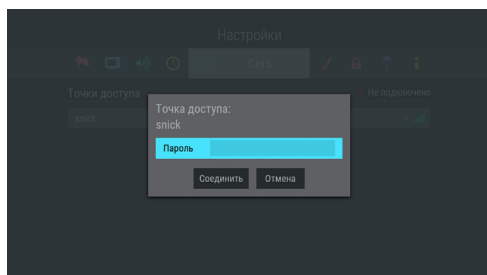 Настройки
Сеть
Точки доступа
Не подключено
snick
Точка доступа:
snick
Пароль
Соединить
Отмена